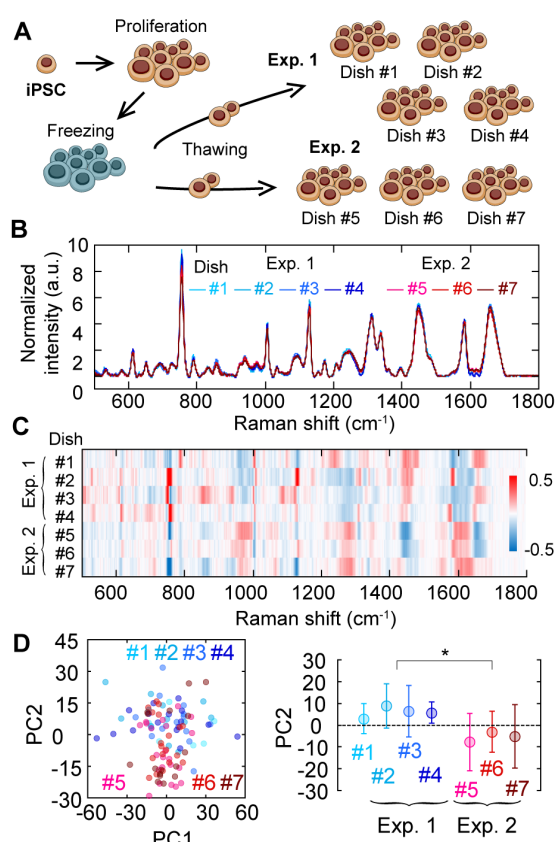 A
Proliferation
iPSC
Freezing
Thawing
Exp. 1
Dish #1
Dish #2
Dish #3
Dish #4
Exp. 2
Dish #5
Dish #6
Dish #7
B
Normalized
intensity (a.u.)
10
8
6
4
2
0
Dish
Exp. 1
Exp. 2
#1
#2
#3
#4
#5
#6
#7
600
800
1000
1200
1400
1600
1800
Raman shift (cm-1)
C
Dish
Exp. 1
#1
#2
#3
#4
Exp. 2
#5
#6
#7
0.5
-0.5
600
800
1000
1200
1400
1600
1800
Raman shift (cm-1)
D
PC2
45
30
15
0
-15
-30
#1 #2 #3 #4
#5
#6 #7
-60
-30
0
30
60
PC1
PC2
30
20
10
0
-10
-20
-30
*
#1
#2
#3
#4
#5
#6
#7
Exp. 1
Exp. 2